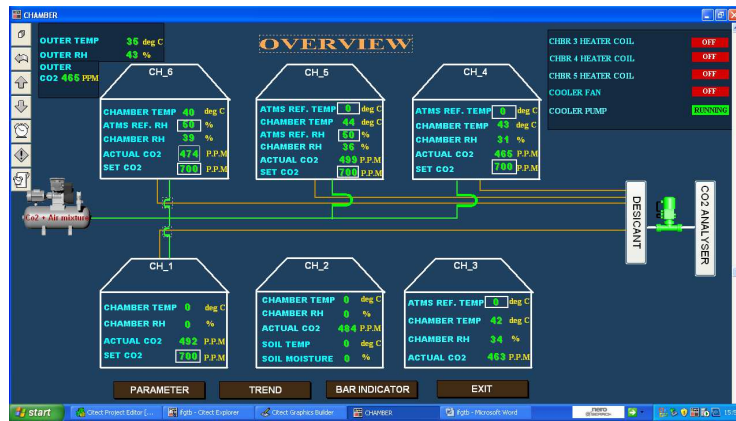 CHAMBER
OUTER TEMP 36 deg C
OUTER RH 43 %
OUTER
CO2 465 PPM
OVERVIEW
CHBR 3 HEATER COIL OFF
CHBR 4 HEATER COIL OFF
CHBR 5 HEATER COIL OFF
COOLER FAN OFF
COOLER PUMP RUNNING
CH_6
CHAMBER TEMP 40 deg C
ATMS REF. RH 60 %
CHAMBER RH 39 %
ACTUAL CO2 474 P.P.M
SET CO2 700 P.P.M
CH_5
ATMS REF. TEMP 0 deg C
CHAMBER TEMP 44 deg C
ATMS REF. RH 60 %
CHAMBER RH 36 %
ACTUAL CO2 499 P.P.M
SET CO2 700 P.P.M
CH_4
ATMS REF. TEMP 0 deg C
CHAMBER TEMP 43 deg C
CHAMBER RH 31 %
ACTUAL CO2 465 P.P.M
SET CO2 700 P.P.M
Co2 + Air mixture
DESICANT
CO2 ANALYSER
CH_1
CHAMBER TEMP 0 deg C
CHAMBER RH 0 %
ACTUAL CO2 492 P.P.M
SET CO2 700 P.P.M
CH_2
CHAMBER TEMP 0 deg C
CHAMBER RH 0 %
ACTUAL CO2 484 P.P.M
SOIL TEMP 0 deg C
SOIL MOISTURE 0 %
CH_3
ATMS REF. TEMP 0 deg C
CHAMBER TEMP 42 deg C
CHAMBER RH 34 %
ACTUAL CO2 463 P.P.M
PARAMETER
TREND
BAR INDICATOR
EXIT
start
Citect Project Editor [...
ifgtb - Citect Explorer
Citect Graphics Builder
CHAMBER
ifgtb - Microsoft Word
nero